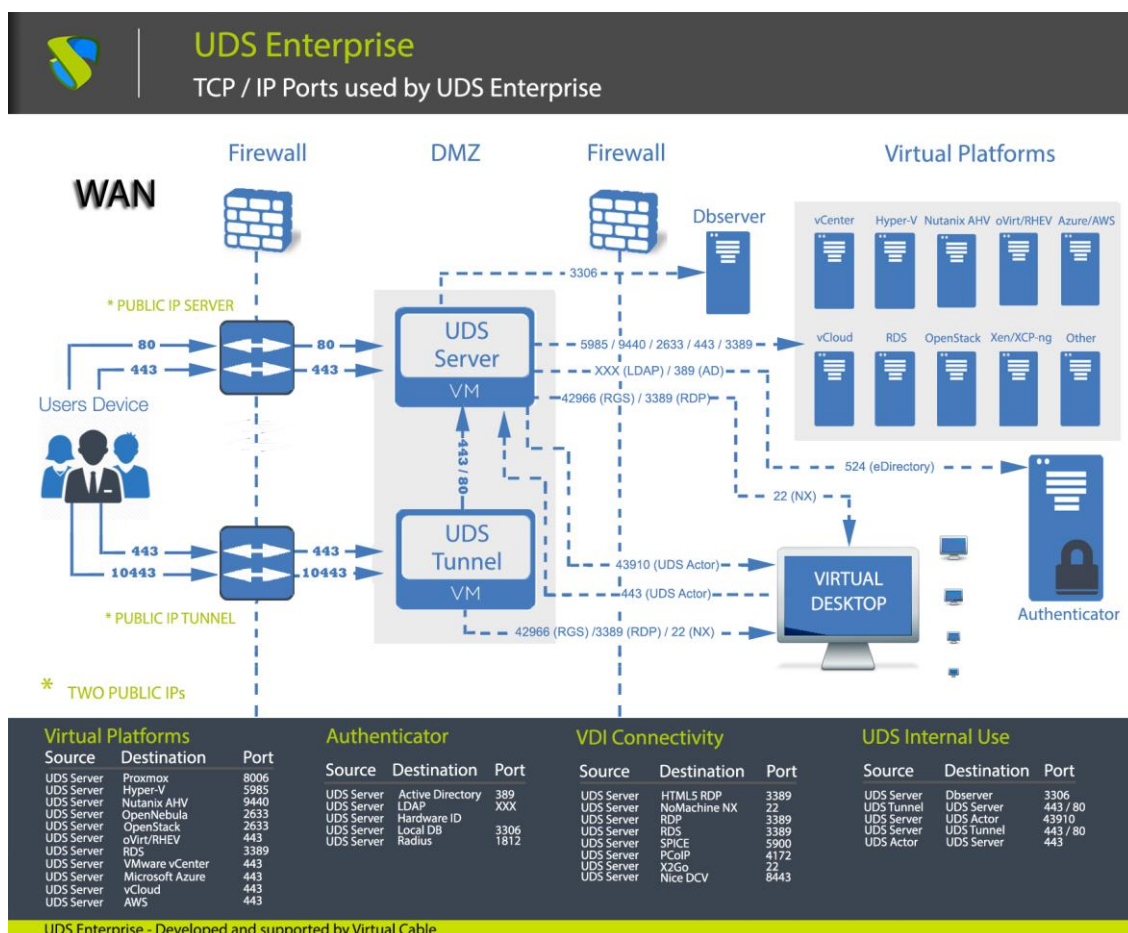 UDS Enterprise
TCP / IP Ports used by UDS Enterprise
Firewall
DMZ
Firewall
Virtual Platforms
WAN
Dbserver
vCenter
Hyper-V
Nutanix AHV
oVirt/RHEV
Azure/AWS
3306
* PUBLIC IP SERVER
UDS
Server
VM
80
80
5985 / 9440 / 2633 / 443 / 3389
vCloud
RDS
OpenStack
Xen/XCP-ng
Other
443
443
XXX (LDAP) / 389 (AD)
Users Device
42966 (RGS) / 3389 (RDP)
443 / 80
524 (eDirectory)
22 (NX)
UDS
Tunnel
VM
443
443
43910 (UDS Actor)
10443
10443
443 (UDS Actor)
VIRTUAL
DESKTOP
* PUBLIC IP TUNNEL
Authenticator
42966 (RGS) /3389 (RDP) / 22 (NX)
* TWO PUBLIC IPs
Virtual Platforms
Source Destination Port
UDS Server Proxmox 8006
UDS Server Hyper-V 5985
UDS Server Nutanix AHV 9440
UDS Server OpenNebula 2633
UDS Server OpenStack 2633
UDS Server oVirt/RHEV 443
UDS Server RDS 3389
UDS Server VMware vCenter 443
UDS Server Microsoft Azure 443
UDS Server vCloud 443
UDS Server AWS 443
Authenticator
Source Destination Port
UDS Server Active Directory 389
UDS Server LDAP XXX
UDS Server Hardware ID
UDS Server Local DB 3306
UDS Server Radius 1812
VDI Connectivity
Source Destination Port
UDS Server HTML5 RDP 3389
UDS Server NoMachine NX 22
UDS Server RDP 3389
UDS Server RDS 3389
UDS Server SPICE 5900
UDS Server PCoIP 4172
UDS Server X2Go 22
UDS Server Nice DCV 8443
UDS Internal Use
Source Destination Port
UDS Server Dbserver 3306
UDS Tunnel UDS Server 443 / 80
UDS Server UDS Actor 43910
UDS Server UDS Tunnel 443 / 80
UDS Actor UDS Server 443
UDS Enterprise - Developed and supported by Virtual Cable